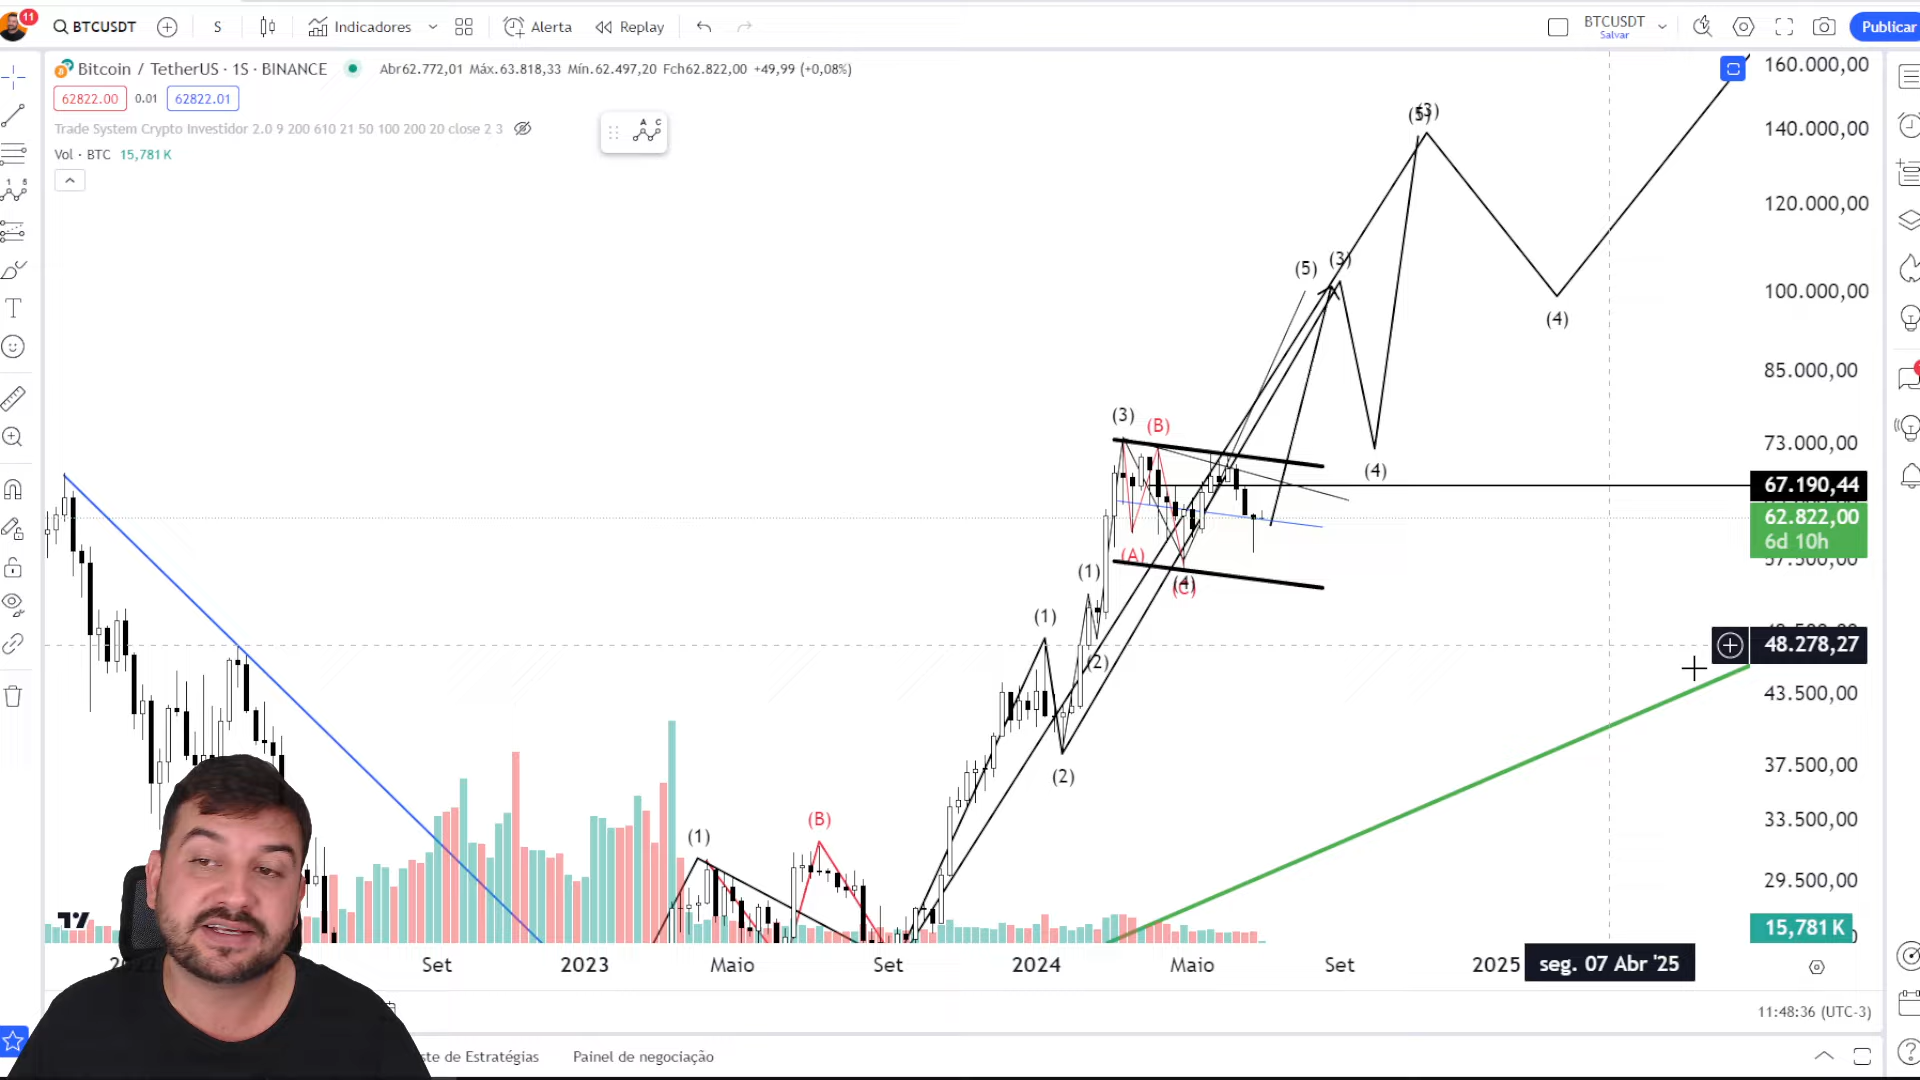 11
BTCUSDT
S
Indicadores
Alerta
Replay
BTCUSDT
Salvar
Publicar
Bitcoin / TetherUS · 1S · BINANCE
Abr62.772,01 Máx.63.818,33 Mín.62.497,20 Fch62.822,00 +49,99 (+0,08%)
62822.00 0.01 62822.01
Trade System Crypto Investidor 2.0 9 200 610 21 50 100 200 20 close 2 3
Vol · BTC 15,781 K
A C
1 5
160.000,00
(3)
140.000,00
120.000,00
(5) (3)
100.000,00
(4)
85.000,00
(3)
(B)
73.000,00
(4)
67.190,44
62.822,00
6d 10h
(A)
(1)
(4)
(C)
(1)
48.278,27
(2)
43.500,00
(2)
37.500,00
(B)
33.500,00
(1)
29.500,00
15,781 K
Set
2023
Maio
Set
2024
Maio
Set
2025
seg. 07 Abr '25
11:48:36 (UTC-3)
ste de Estratégias
Painel de negociação